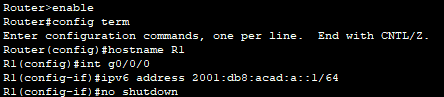 Router>enable
Router#config term
Enter configuration commands, one per line.  End with CNTL/Z.
Router(config)#hostname R1
R1(config)#int g0/0/0
R1(config-if)#ipv6 address 2001:db8:acad:a::1/64
R1(config-if)#no shutdown